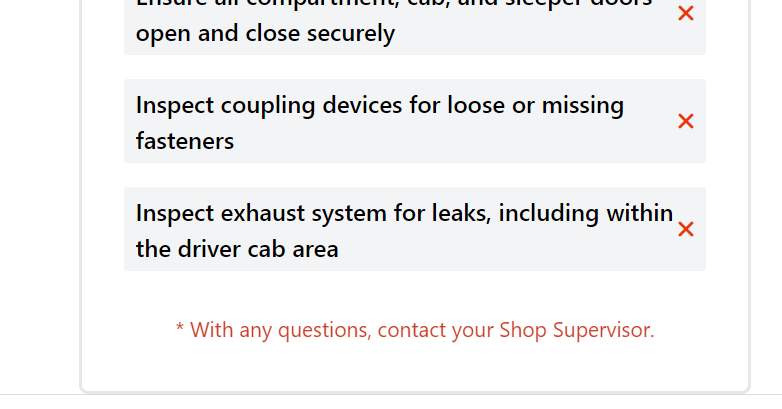 Ensure all compartment, cab, and sleeper doors
open and close securely
Inspect coupling devices for loose or missing
fasteners
Inspect exhaust system for leaks, including within
the driver cab area
* With any questions, contact your Shop Supervisor.